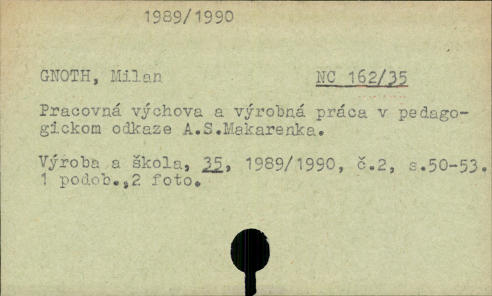 1989/1990
GNOTH, Milan NC 162/35
Pracovná výchova a výrobná práca v pedago-
gickom odkaze A.S.Makarenka.
Výroba a škola, 35, 1989/1990, č.2, s.50-53.
1 podob.,2 foto.